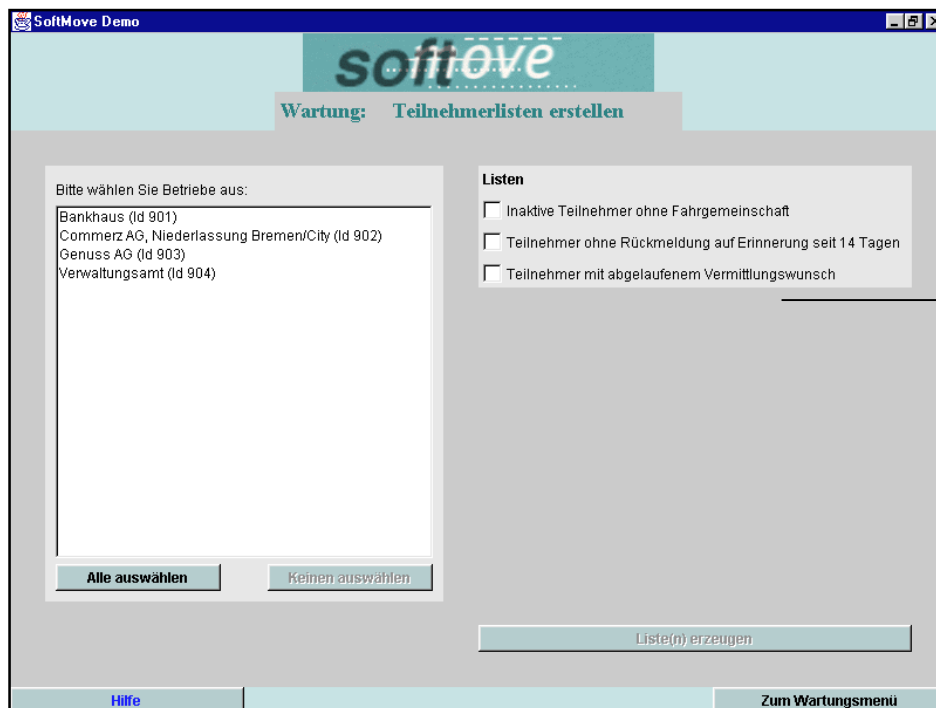 SoftMove Demo
softmove
Wartung: Teilnehmerlisten erstellen
Bitte wählen Sie Betriebe aus:
Bankhaus (Id 901)
Commerz AG, Niederlassung Bremen/City (Id 902)
Genuss AG (Id 903)
Verwaltungsamt (Id 904)
Alle auswählen
Keinen auswählen
Listen
Inaktive Teilnehmer ohne Fahrgemeinschaft
Teilnehmer ohne Rückmeldung auf Erinnerung seit 14 Tagen
Teilnehmer mit abgelaufenem Vermittlungswunsch
Liste(n) erzeugen
Hilfe
Zum Wartungsmenü